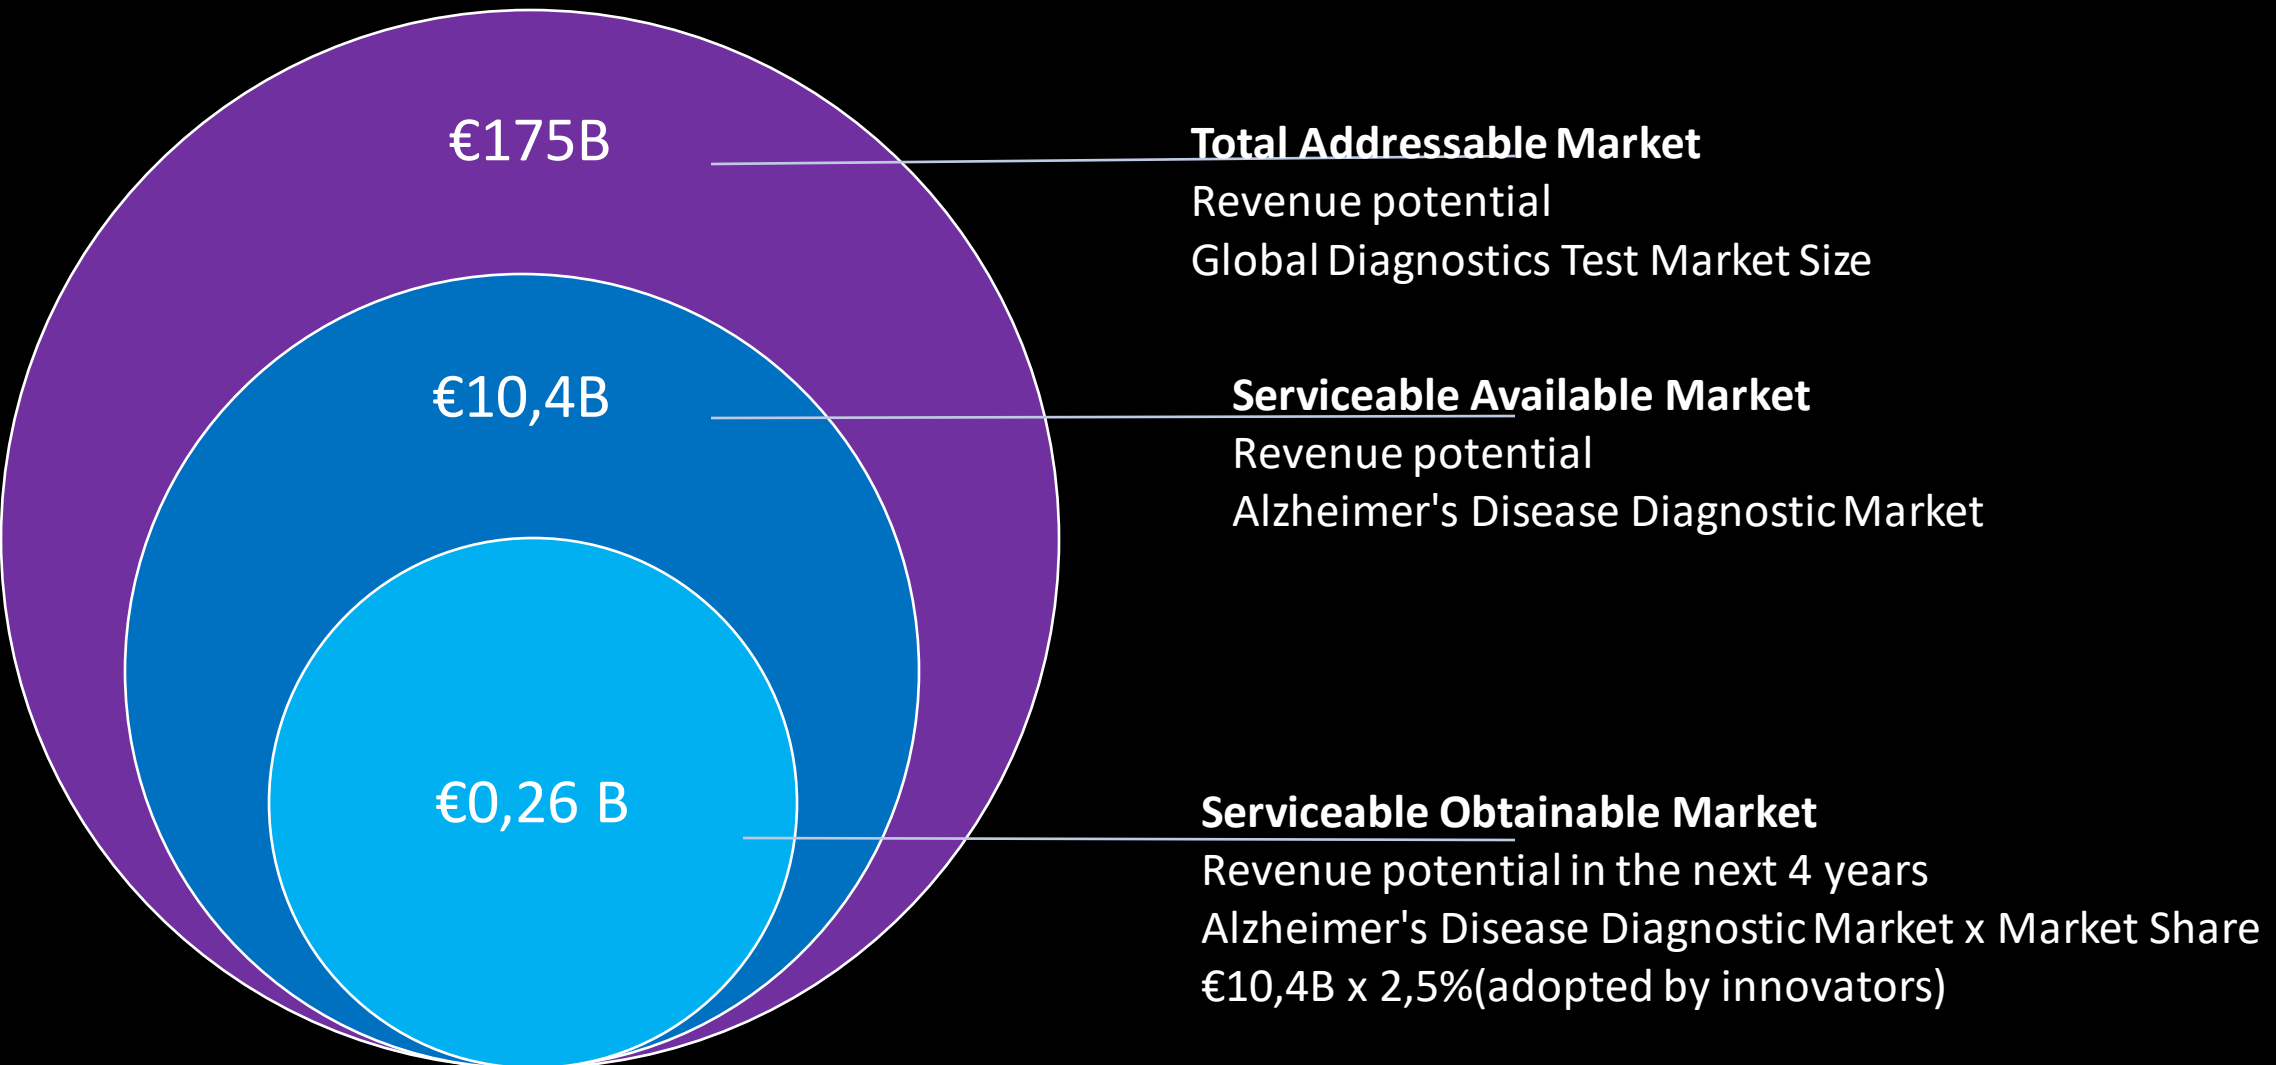 €175B
Total Addressable Market
Revenue potential
Global Diagnostics Test Market Size
€10,4B
Serviceable Available Market
Revenue potential
Alzheimer's Disease Diagnostic Market
€0,26 B
Serviceable Obtainable Market
Revenue potential in the next 4 years
Alzheimer's Disease Diagnostic Market x Market Share
€10,4B x 2,5%(adopted by innovators)